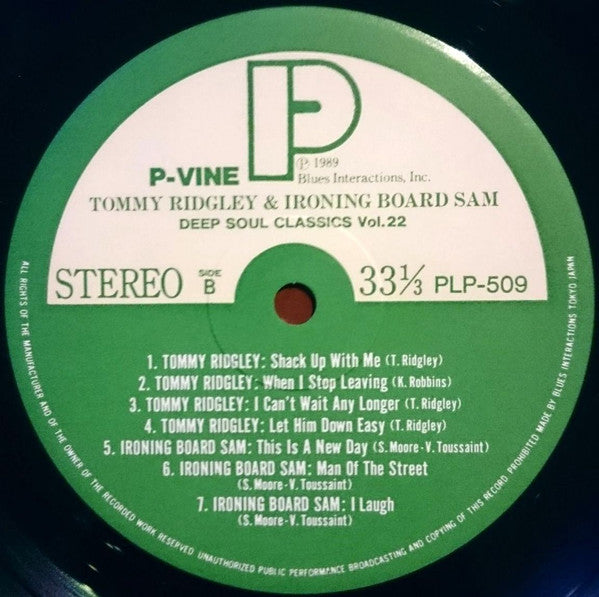 P
P-VINE
Ⓟ 1989
Blues Interactions, Inc.
TOMMY RIDGLEY & IRONING BOARD SAM
DEEP SOUL CLASSICS Vol.22
STEREO SIDE B 33⅓ PLP-509
1. TOMMY RIDGLEY: Shack Up With Me (T. Ridgley)
2. TOMMY RIDGLEY: When I Stop Leaving (K. Robbins)
3. TOMMY RIDGLEY: I Can't Wait Any Longer (T. Ridgley)
4. TOMMY RIDGLEY: Let Him Down Easy (T. Ridgley)
5. IRONING BOARD SAM: This Is A New Day (S. Moore-V. Toussaint)
6. IRONING BOARD SAM: Man Of The Street
(S. Moore-V. Toussaint)
7. IRONING BOARD SAM: I Laugh
(S. Moore-V. Toussaint)
ALL RIGHTS OF THE MANUFACTURER AND OF THE OWNER OF THE RECORDED WORK RESERVED UNAUTHORIZED PUBLIC PERFORMANCE BROADCASTING AND COPYING OF THIS RECORD PROHIBITED MADE BY BLUES INTERACTIONS TOKYO JAPAN